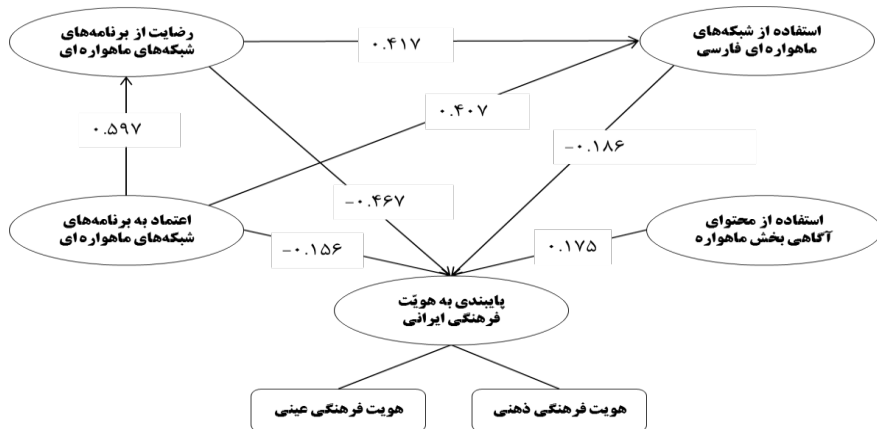 رضایت از برنامه‌های
شبکه‌های ماهواره ای
استفاده از شبکه‌های
ماهواره ای فارسی
۰.۴۱۷
۰.۴۰۷
۰.۵۹۷
-۰.۱۸۶
-۰.۴۶۷
اعتماد به برنامه‌های
شبکه‌های ماهواره ای
استفاده از محتوای
آگاهی بخش ماهواره
-۰.۱۵۶
۰.۱۷۵
پایبندی به هویّت
فرهنگی ایرانی
هویت فرهنگی عینی
هویت فرهنگی ذهنی